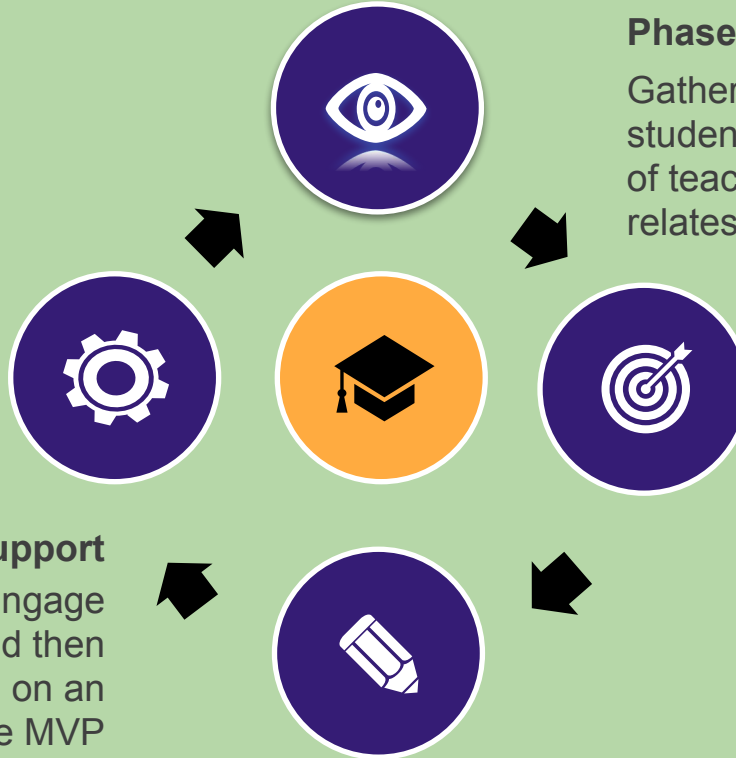 Phase
Gather
studen
of teac
relates
upport
ngage
d then
on an
e MVP